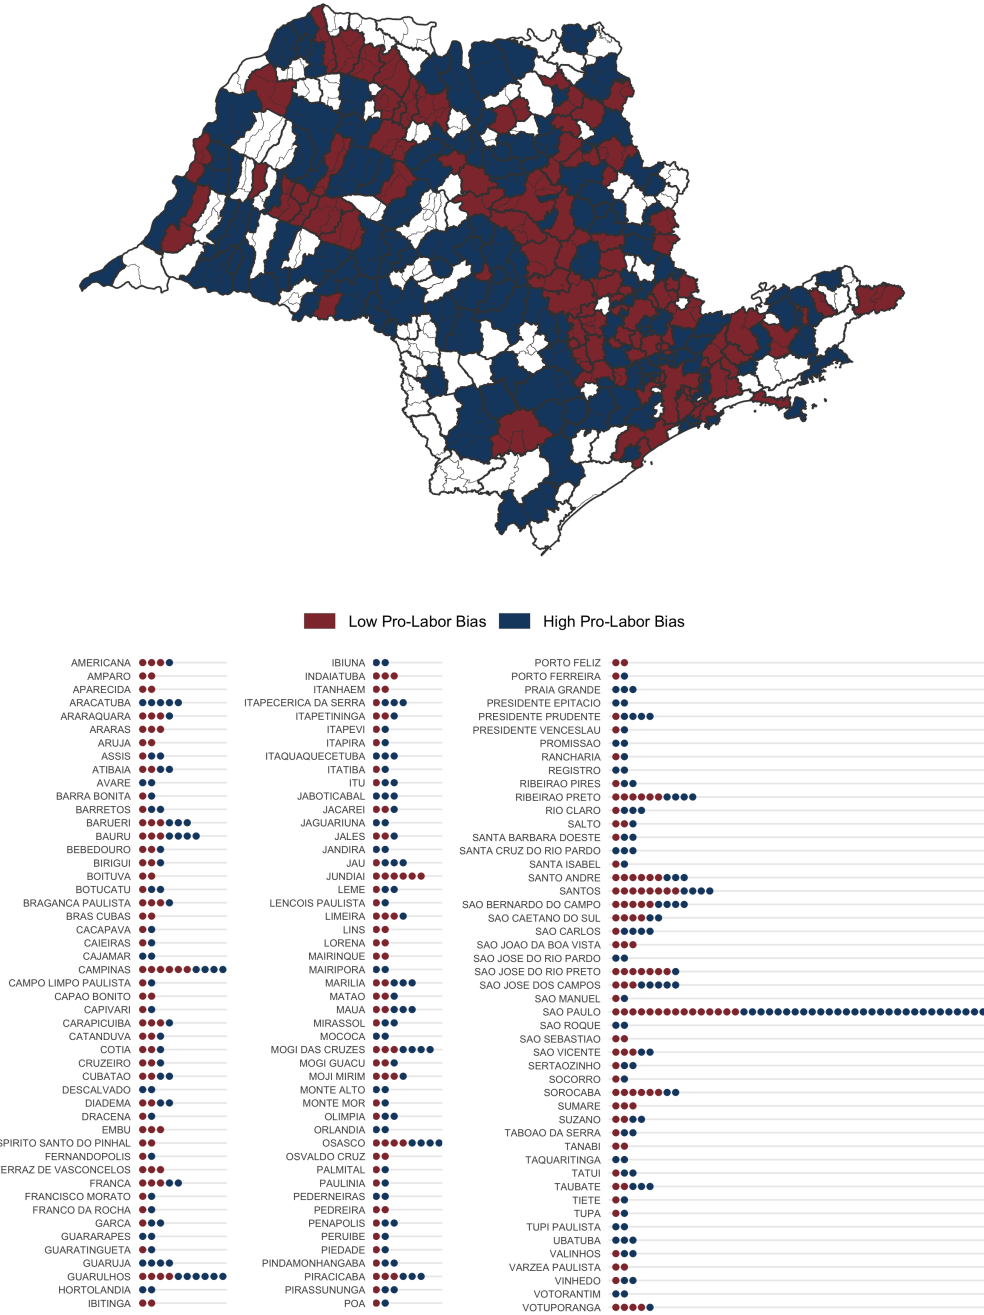 Low Pro-Labor Bias
High Pro-Labor Bias
AMERICANA
AMPARO
APARECIDA
ARACATUBA
ARARAQUARA
ARARAS
ARUJA
ASSIS
ATIBAIA
AVARE
BARRA BONITA
BARRETOS
BARUERI
BAURU
BEBEDOURO
BIRIGUI
BOITUVA
BOTUCATU
BRAGANCA PAULISTA
BRAS CUBAS
CACAPAVA
CAIEIRAS
CAJAMAR
CAMPINAS
CAMPO LIMPO PAULISTA
CAPAO BONITO
CAPIVARI
CARAPICUIBA
CATANDUVA
COTIA
CRUZEIRO
CUBATAO
DESCALVADO
DIADEMA
DRACENA
EMBU
SPIRITO SANTO DO PINHAL
FERNANDOPOLIS
ERRAZ DE VASCONCELOS
FRANCA
FRANCISCO MORATO
FRANCO DA ROCHA
GARCA
GUARARAPES
GUARATINGUETA
GUARUJA
GUARULHOS
HORTOLANDIA
IBITINGA
IBIUNA
INDAIATUBA
ITANHAEM
ITAPECERICA DA SERRA
ITAPETININGA
ITAPEVI
ITAPIRA
ITAQUAQUECETUBA
ITATIBA
ITU
JABOTICABAL
JACAREI
JAGUARIUNA
JALES
JANDIRA
JAU
JUNDIAI
LEME
LENCOIS PAULISTA
LIMEIRA
LINS
LORENA
MAIRINQUE
MAIRIPORA
MARILIA
MATAO
MAUA
MIRASSOL
MOCOCA
MOGI DAS CRUZES
MOGI GUACU
MOJI MIRIM
MONTE ALTO
MONTE MOR
OLIMPIA
ORLANDIA
OSASCO
OSVALDO CRUZ
PALMITAL
PAULINIA
PEDERNEIRAS
PEDREIRA
PENAPOLIS
PERUIBE
PIEDADE
PINDAMONHANGABA
PIRACICABA
PIRASSUNUNGA
POA
PORTO FELIZ
PORTO FERREIRA
PRAIA GRANDE
PRESIDENTE EPITACIO
PRESIDENTE PRUDENTE
PRESIDENTE VENCESLAU
PROMISSAO
RANCHARIA
REGISTRO
RIBEIRAO PIRES
RIBEIRAO PRETO
RIO CLARO
SALTO
SANTA BARBARA DOESTE
SANTA CRUZ DO RIO PARDO
SANTA ISABEL
SANTO ANDRE
SANTOS
SAO BERNARDO DO CAMPO
SAO CAETANO DO SUL
SAO CARLOS
SAO JOAO DA BOA VISTA
SAO JOSE DO RIO PARDO
SAO JOSE DO RIO PRETO
SAO JOSE DOS CAMPOS
SAO MANUEL
SAO PAULO
SAO ROQUE
SAO SEBASTIAO
SAO VICENTE
SERTAOZINHO
SOCORRO
SOROCABA
SUMARE
SUZANO
TABOAO DA SERRA
TANABI
TAQUARITINGA
TATUI
TAUBATE
TIETE
TUPA
TUPI PAULISTA
UBATUBA
VALINHOS
VARZEA PAULISTA
VINHEDO
VOTORANTIM
VOTUPORANGA